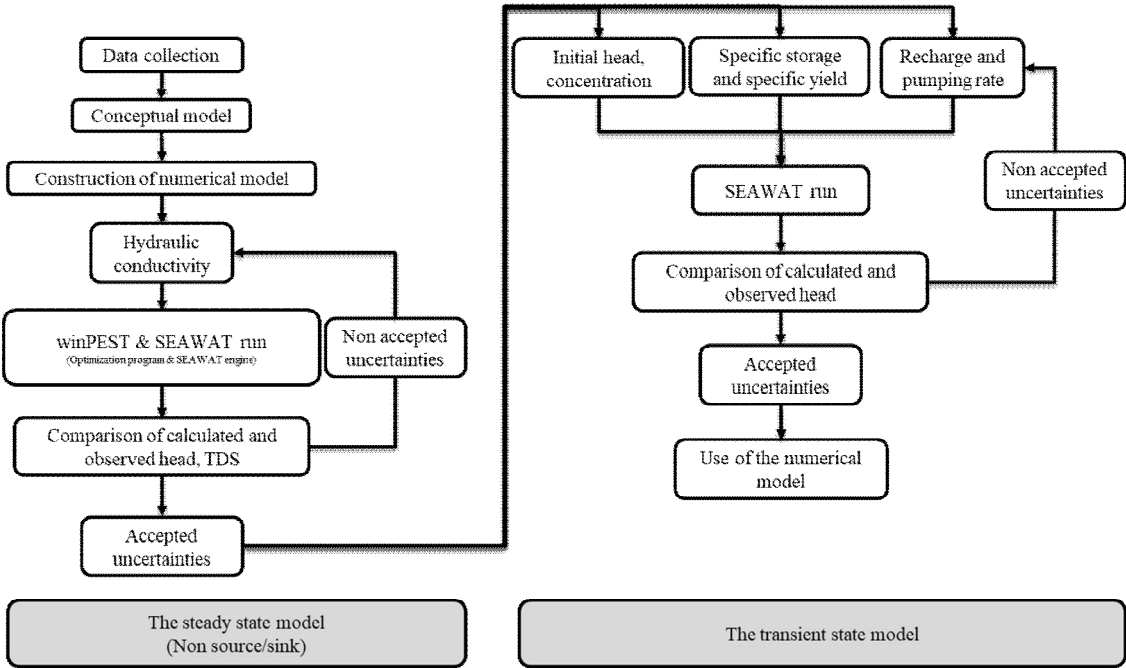 Data collection
Conceptual model
Construction of numerical model
Hydraulic
conductivity
winPEST & SEAWAT run
(Optimization program & SEAWAT engine)
Non accepted
uncertainties
Comparison of calculated and
observed head, TDS
Accepted
uncertainties
The steady state model
(Non source/sink)
Initial head,
concentration
Specific storage
and specific yield
Recharge and
pumping rate
SEAWAT run
Non accepted
uncertainties
Comparison of calculated and
observed head
Accepted
uncertainties
Use of the numerical
model
The transient state model